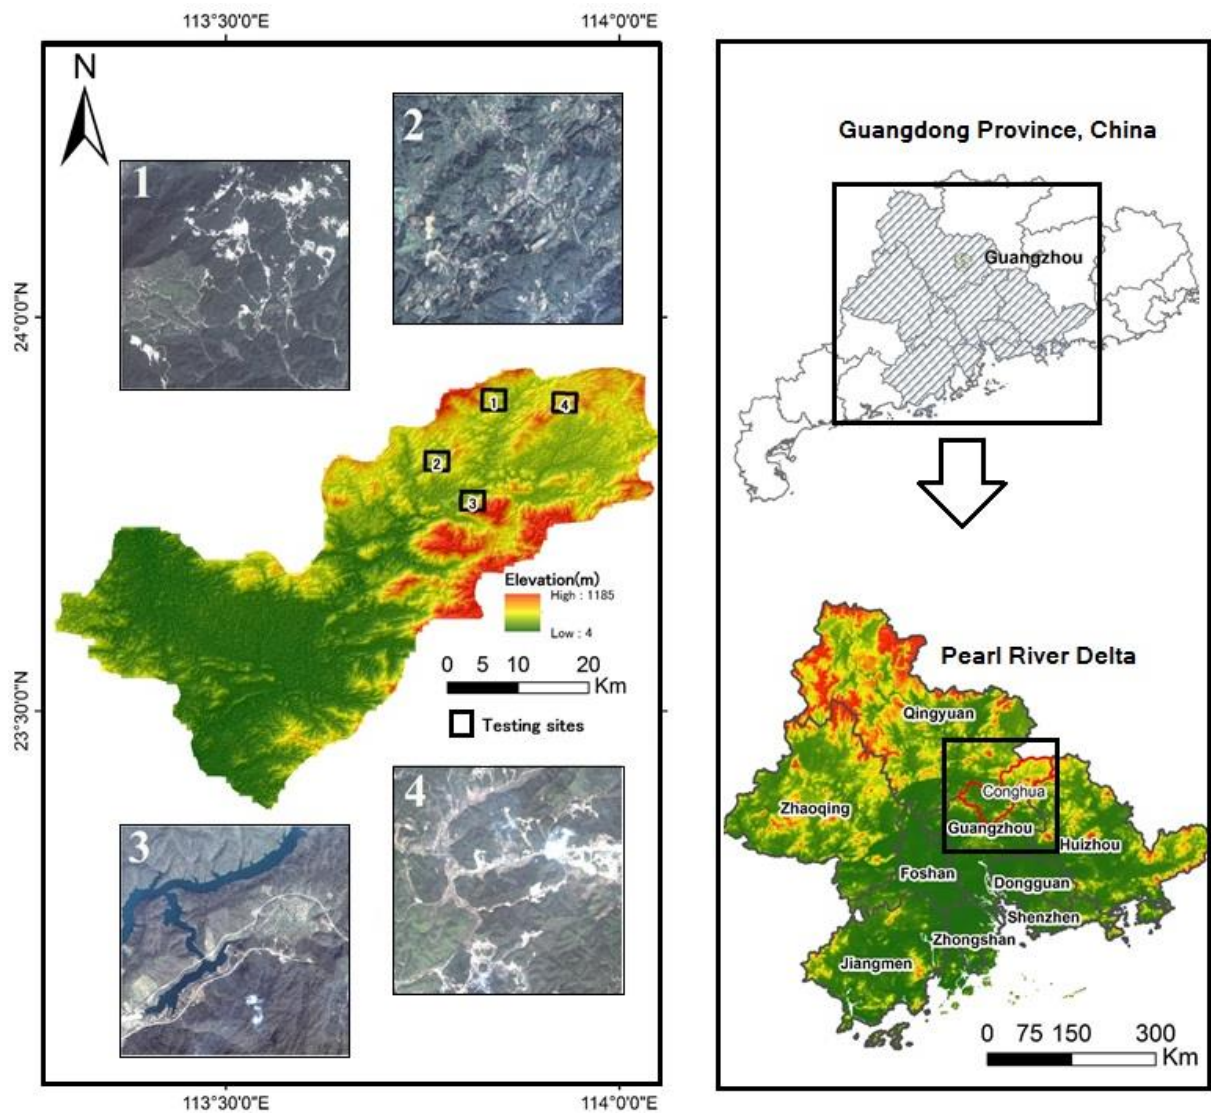 113°30'0"E
114°0'0"E
N
24°0'0"N
23°30'0"N
1
2
1
4
2
3
Elevation(m)
High : 1185
Low : 4
0 5 10 20
Km
Testing sites
3
4
113°30'0"E
114°0'0"E
Guangdong Province, China
Guangzhou
Pearl River Delta
Qingyuan
Conghua
Zhaoqing
Guangzhou
Huizhou
Foshan
Dongguan
Shenzhen
Zhongshan
Jiangmen
0 75 150 300
Km